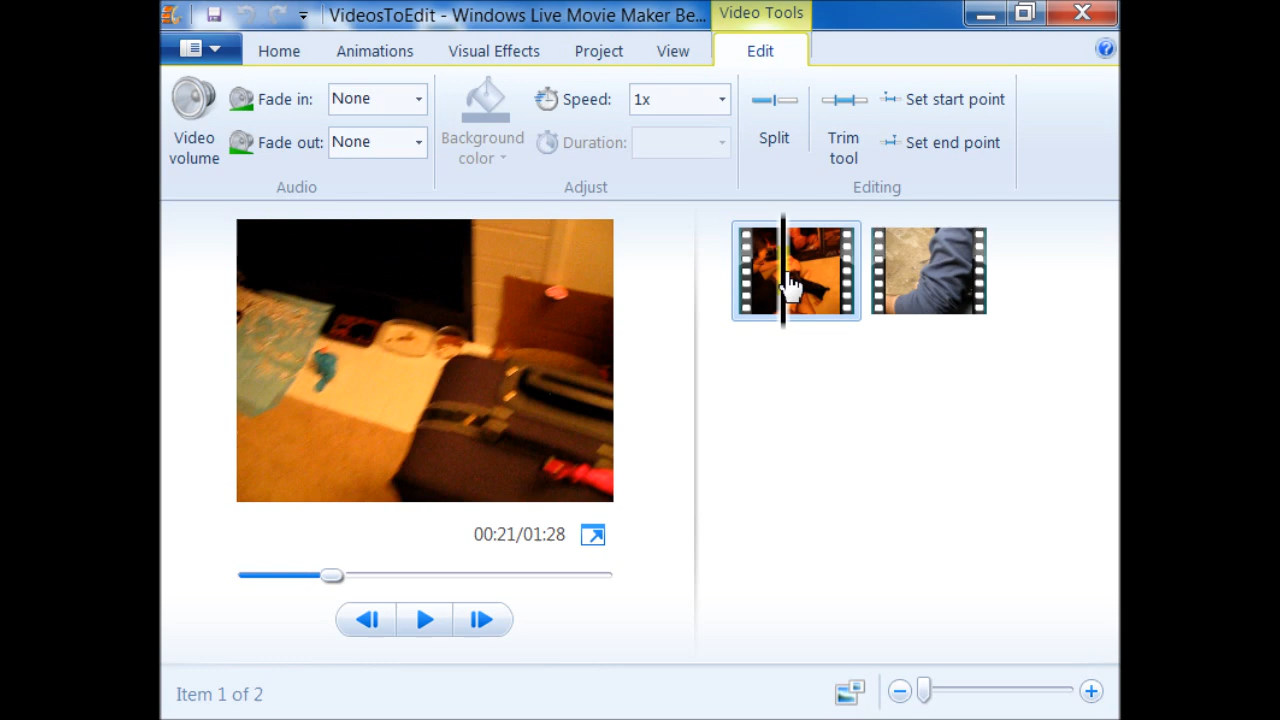 VideosToEdit - Windows Live Movie Maker Be...
Video Tools
Home
Animations
Visual Effects
Project
View
Edit
Video volume
Fade in:
None
Fade out:
None
Audio
Background color
Speed:
1x
Duration:
Adjust
Split
Trim tool
Set start point
Set end point
Editing
00:21/01:28
Item 1 of 2